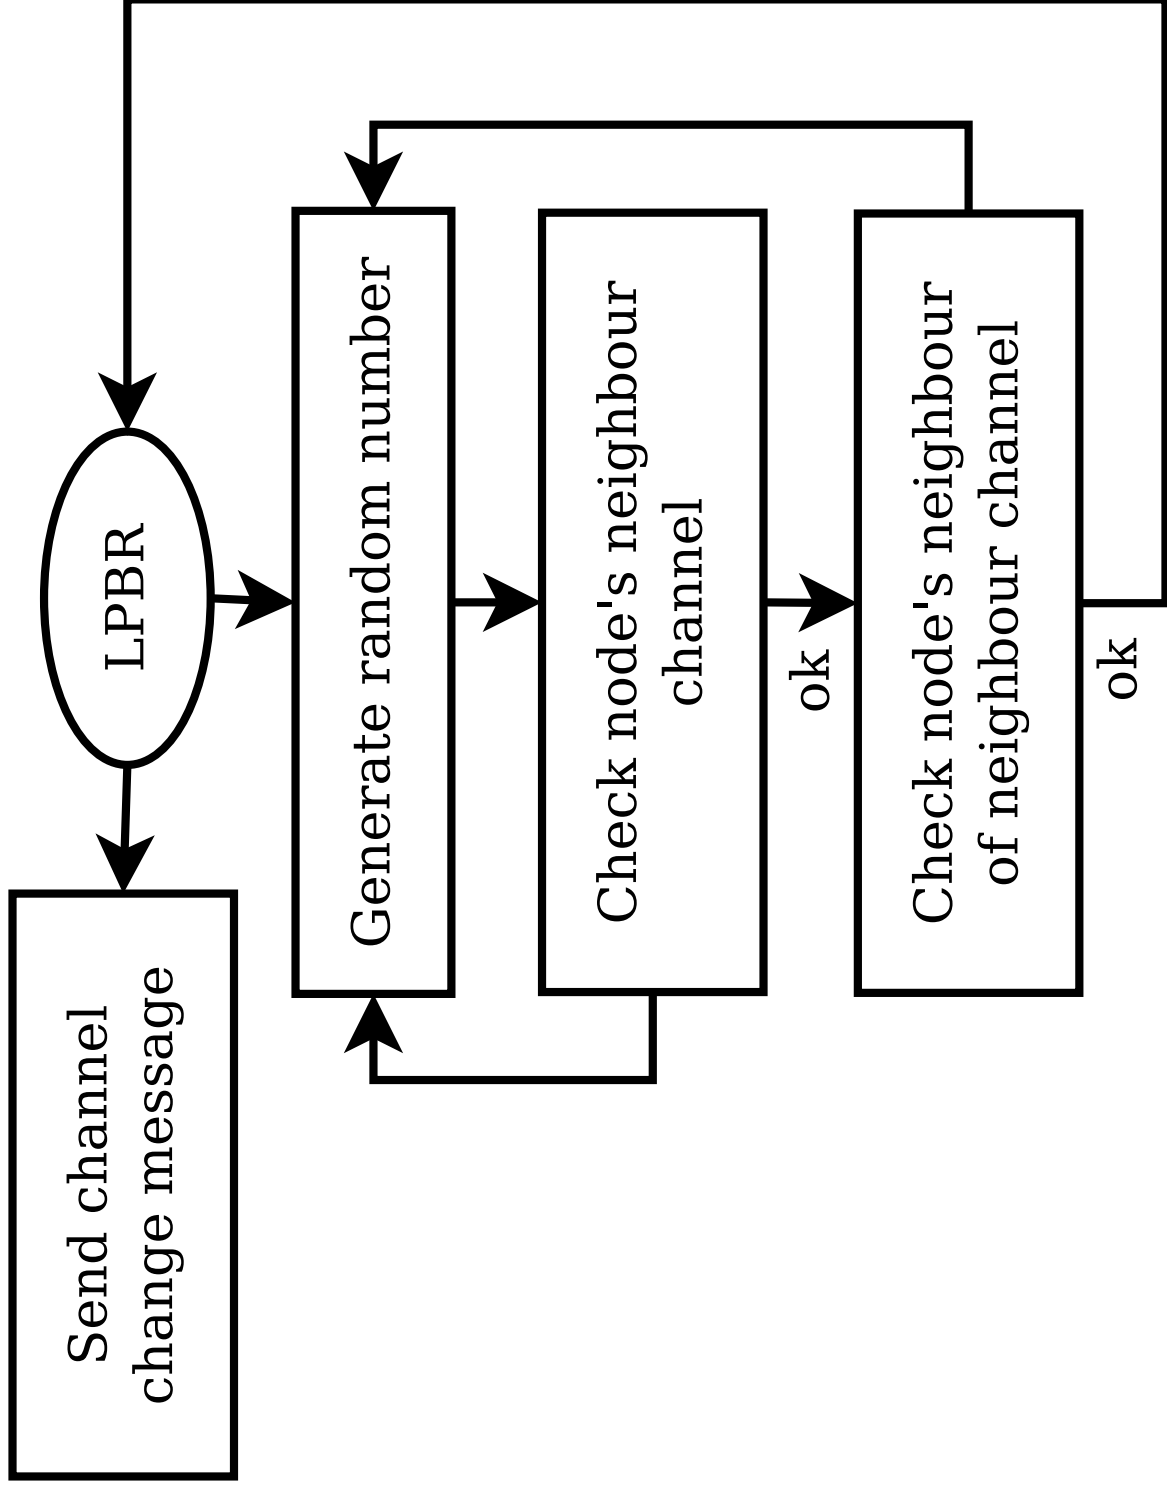 LPBR
Send channel
change message
Generate random number
Check node's neighbour
channel
ok
Check node's neighbour
of neighbour channel
ok